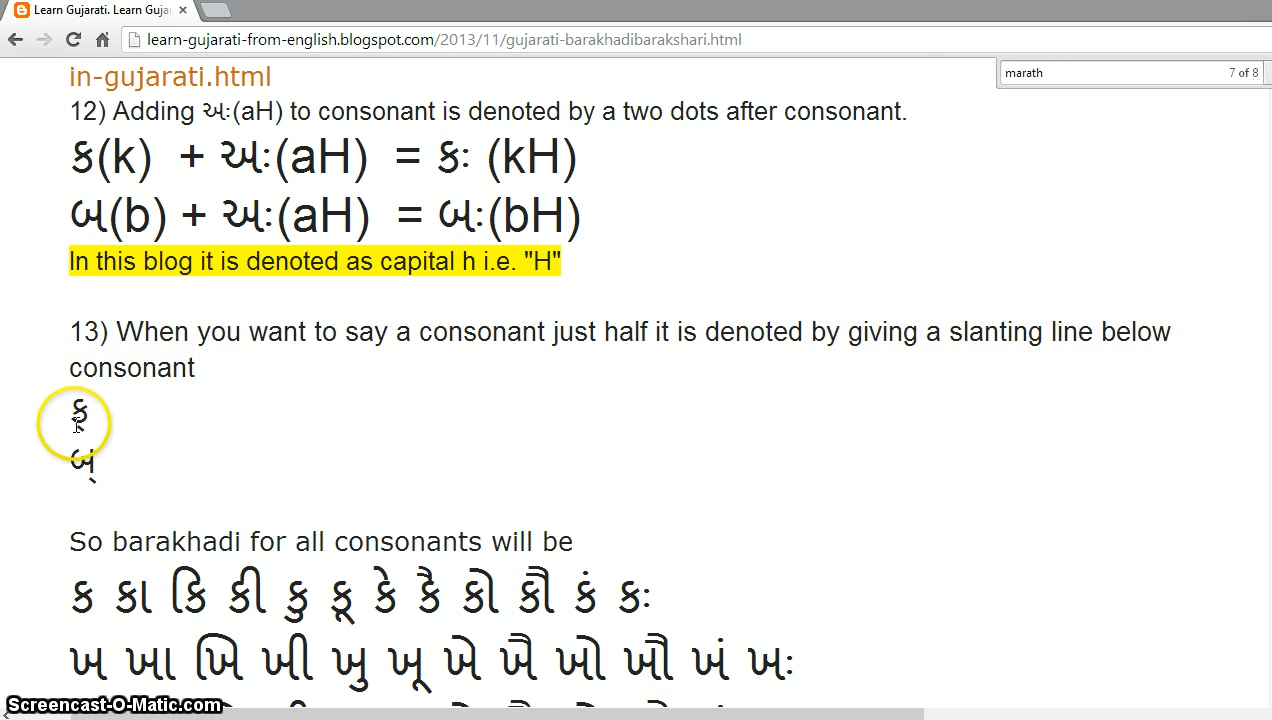 Learn Gujarati. Learn Guja
learn-gujarati-from-english.blogspot.com/2013/11/gujarati-barakhadibarakshari.html
marath 7 of 8
in-gujarati.html
12) Adding અઃ(aH) to consonant is denoted by a two dots after consonant.
ક(k) + અઃ(aH) = કઃ (kH)
બ(b) + અઃ(aH) = બઃ(bH)
In this blog it is denoted as capital h i.e. "H"
13) When you want to say a consonant just half it is denoted by giving a slanting line below
consonant
ક્
બ્
So barakhadi for all consonants will be
ક કા કિ કી કુ કૂ કે કૈ કો કૌ કં કઃ
ખ ખા ખિ ખી ખુ ખૂ ખે ખૈ ખો ખૌ ખં ખઃ
Screencast-O-Matic.com